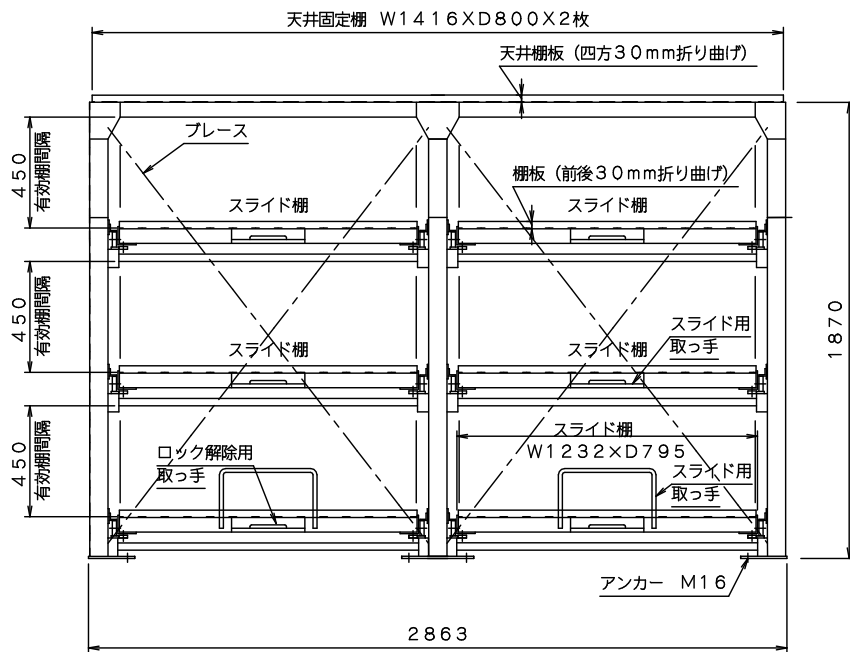 天井固定棚 W1416XD800X2枚
天井棚板（四方30mm折り曲げ）
ブレース
棚板（前後30mm折り曲げ）
450
有効棚間隔
スライド棚
スライド棚
450
有効棚間隔
1870
スライド用
取っ手
スライド棚
スライド棚
スライド棚
W1232×D795
450
有効棚間隔
ロック解除用
取っ手
スライド用
取っ手
アンカー M16
2863